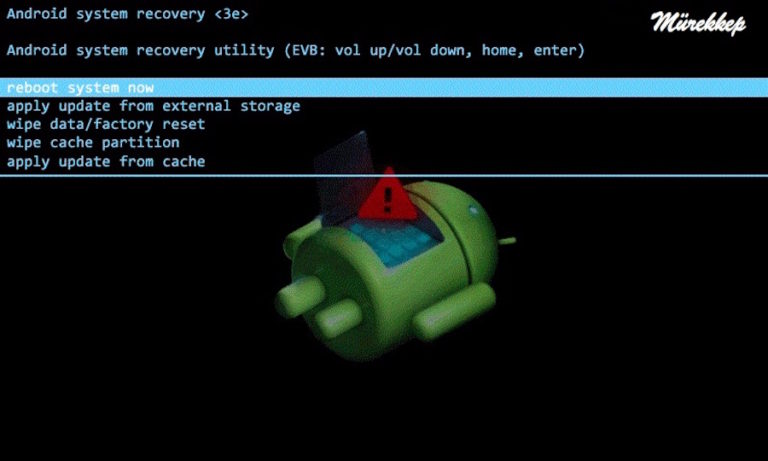 Android system recovery <3e>
Mürekkep
Android system recovery utility (EVB: vol up/vol down, home, enter)
reboot system now
apply update from external storage
wipe data/factory reset
wipe cache partition
apply update from cache
!